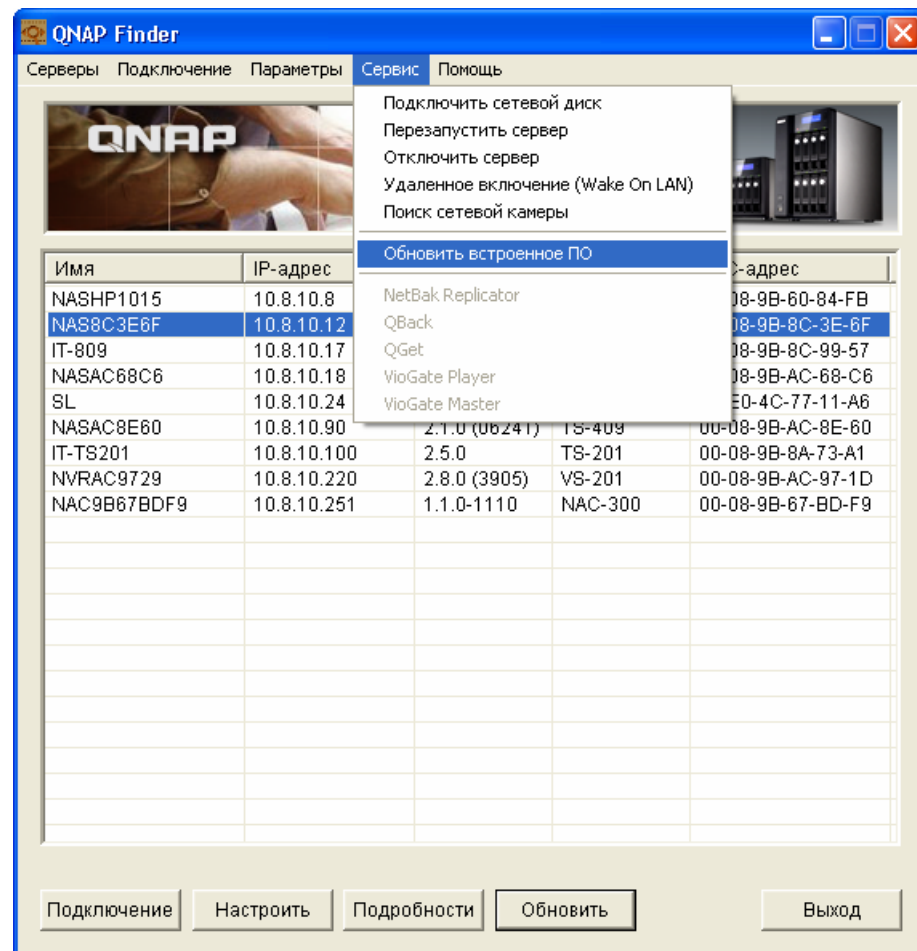 QNAP Finder
Серверы Подключение Параметры Сервис Помощь
QNAP
Подключить сетевой диск
Перезапустить сервер
Отключить сервер
Удаленное включение (Wake On LAN)
Поиск сетевой камеры
Обновить встроенное ПО
NetBak Replicator
QBack
QGet
VioGate Player
VioGate Master
Имя IP-адрес С-адрес
NASHP1015 10.8.10.8 08-9B-60-84-FB
NAS8C3E6F 10.8.10.12 08-9B-8C-3E-6F
IT-809 10.8.10.17 08-9B-8C-99-57
NASAC68C6 10.8.10.18 08-9B-AC-68-C6
SL 10.8.10.24 E0-4C-77-11-A6
NASAC8E60 10.8.10.90 2.1.0 (0624T) TS-409 00-08-9B-AC-8E-60
IT-TS201 10.8.10.100 2.5.0 TS-201 00-08-9B-8A-73-A1
NVRAC9729 10.8.10.220 2.8.0 (3905) VS-201 00-08-9B-AC-97-1D
NAC9B67BDF9 10.8.10.251 1.1.0-1110 NAC-300 00-08-9B-67-BD-F9
Подключение Настроить Подробности Обновить Выход